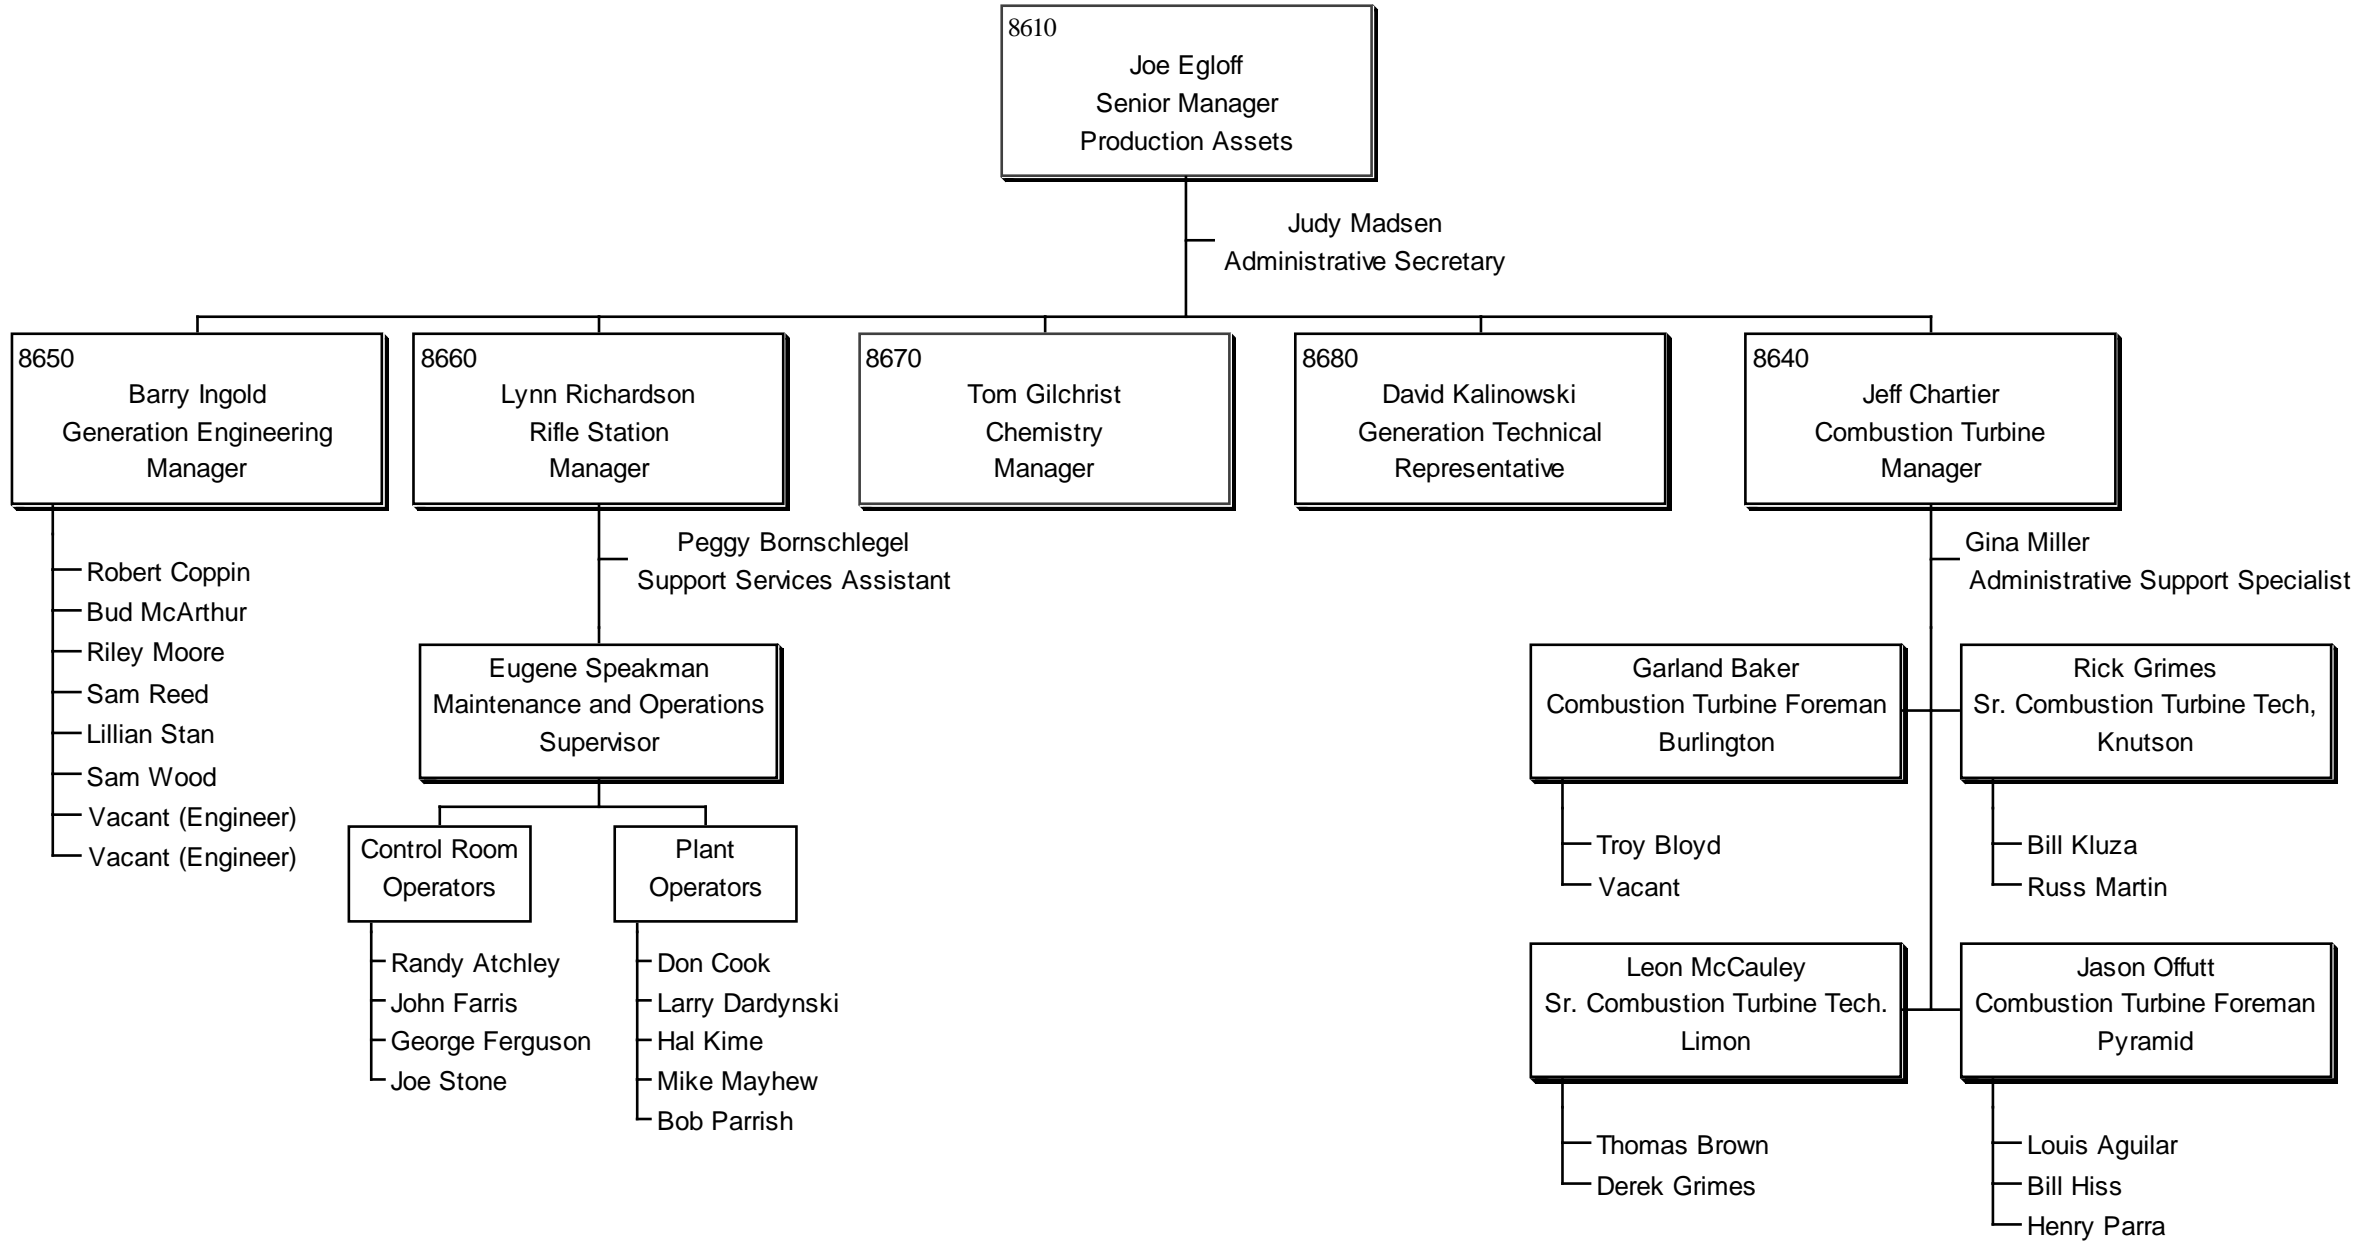 8610
Joe Egloff
Senior Manager
Production Assets
Judy Madsen
Administrative Secretary
8650
Barry Ingold
Generation Engineering
Manager
Robert Coppin
Bud McArthur
Riley Moore
Sam Reed
Lillian Stan
Sam Wood
Vacant (Engineer)
Vacant (Engineer)
8660
Lynn Richardson
Rifle Station
Manager
Peggy Bornschlegel
Support Services Assistant
Eugene Speakman
Maintenance and Operations
Supervisor
Control Room
Operators
Randy Atchley
John Farris
George Ferguson
Joe Stone
Plant
Operators
Don Cook
Larry Dardynski
Hal Kime
Mike Mayhew
Bob Parrish
8670
Tom Gilchrist
Chemistry
Manager
8680
David Kalinowski
Generation Technical
Representative
8640
Jeff Chartier
Combustion Turbine
Manager
Gina Miller
Administrative Support Specialist
Garland Baker
Combustion Turbine Foreman
Burlington
Troy Bloyd
Vacant
Rick Grimes
Sr. Combustion Turbine Tech,
Knutson
Bill Kluza
Russ Martin
Leon McCauley
Sr. Combustion Turbine Tech.
Limon
Thomas Brown
Derek Grimes
Jason Offutt
Combustion Turbine Foreman
Pyramid
Louis Aguilar
Bill Hiss
Henry Parra